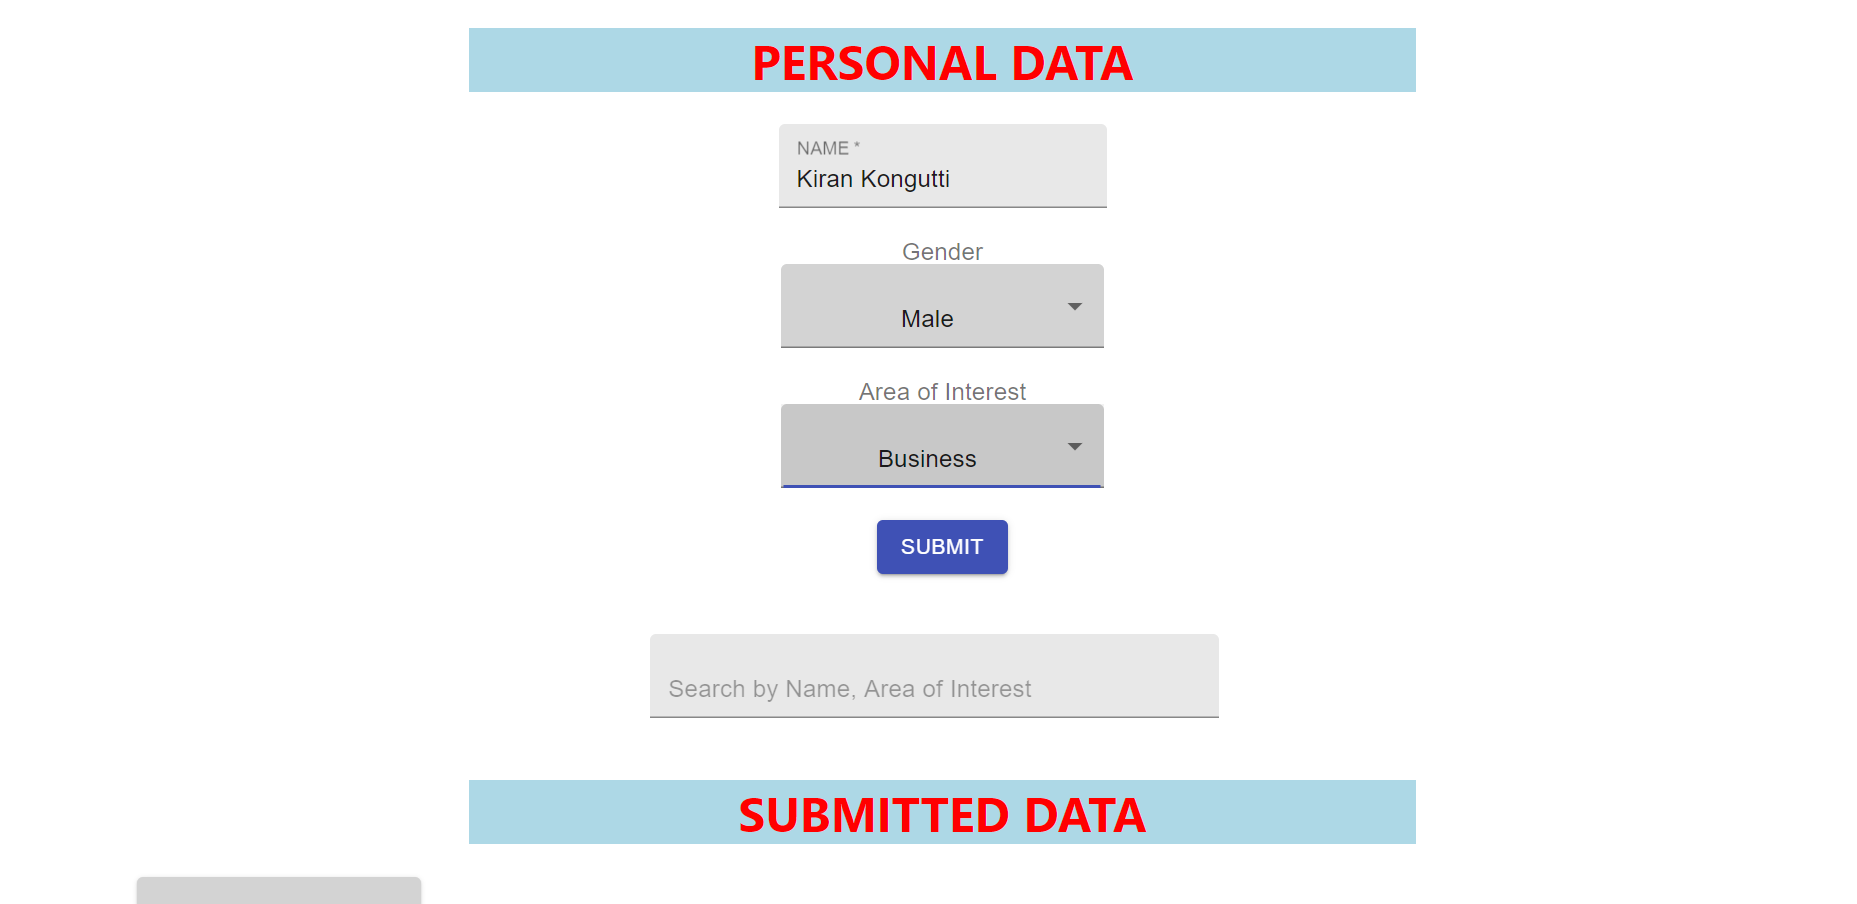 PERSONAL DATA
NAME *
Kiran Kongutti
Gender
Male
Area of Interest
Business
SUBMIT
Search by Name, Area of Interest
SUBMITTED DATA